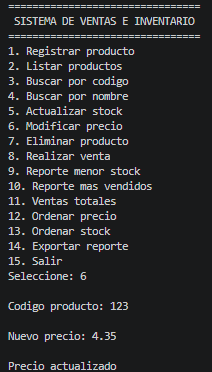 ==================================
SISTEMA DE VENTAS E INVENTARIO
==================================
1. Registrar producto
2. Listar productos
3. Buscar por codigo
4. Buscar por nombre
5. Actualizar stock
6. Modificar precio
7. Eliminar producto
8. Realizar venta
9. Reporte menor stock
10. Reporte mas vendidos
11. Ventas totales
12. Ordenar precio
13. Ordenar stock
14. Exportar reporte
15. Salir
Seleccione: 6
Codigo producto: 123
Nuevo precio: 4.35
Precio actualizado